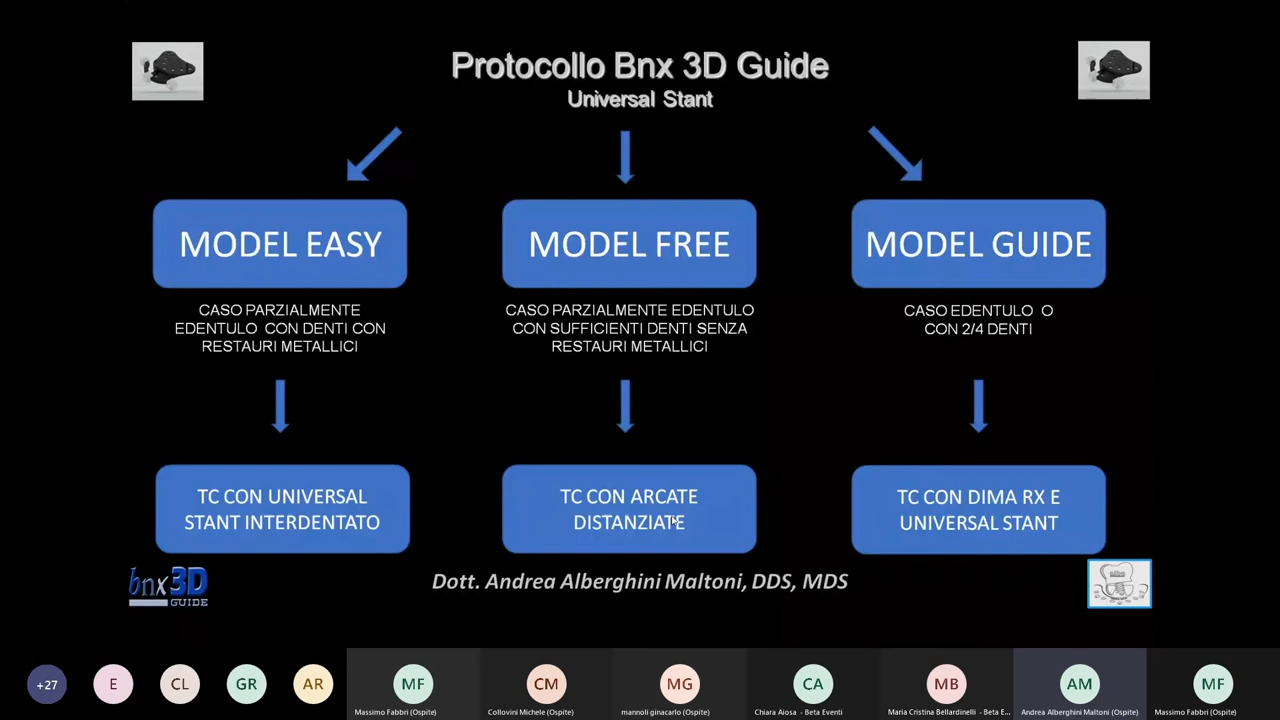 Protocollo Bnx 3D Guide
Universal Stant
MODEL EASY
MODEL FREE
MODEL GUIDE
CASO PARZIALMENTE
EDENTULO CON DENTI CON
RESTAURI METALLICI
CASO PARZIALMENTE EDENTULO
CON SUFFICIENTI DENTI SENZA
RESTAURI METALLICI
CASO EDENTULO O
CON 2/4 DENTI
TC CON UNIVERSAL
STANT INTERDENTATO
TC CON ARCATE
DISTANZIATE
TC CON DIMA RX E
UNIVERSAL STANT
bnx3D
GUIDE
Dott. Andrea Alberghini Maltoni, DDS, MDS
+27
E
CL
GR
AR
MF
CM
MG
CA
MB
AM
MF
Massimo Fabbri (Ospite)
Collovini Michele (Ospite)
mannoli ginacarlo (Ospite)
Chiara Aiosa - Beta Eventi
Maria Cristina Bellardinelli - Beta E...
Andrea Alberghini Maltoni (Ospite)
Massimo Fabbri (Ospite)